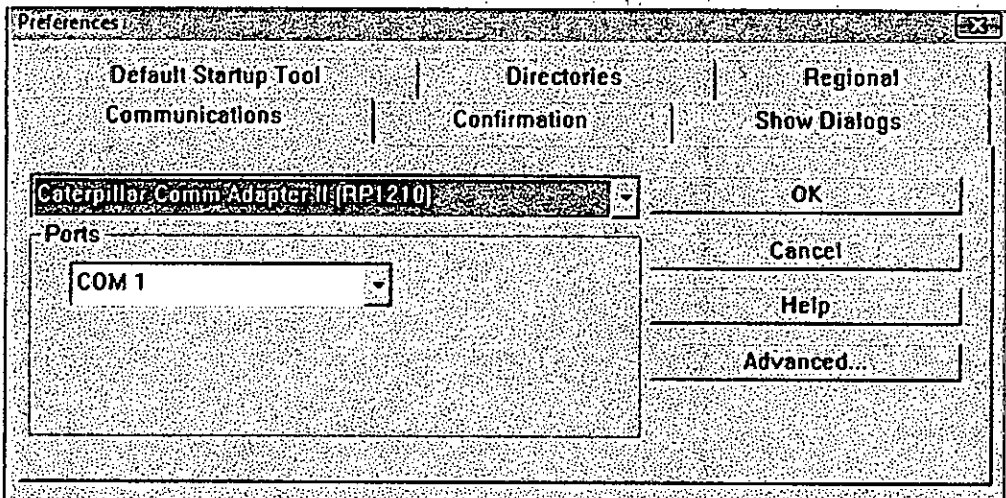 Preferences
Default Startup Tool
Directories
Regional
Communications
Confirmation
Show Dialogs
Caterpillar Comm Adapter II (RP1210)
OK
Ports
COM 1
Cancel
Help
Advanced...